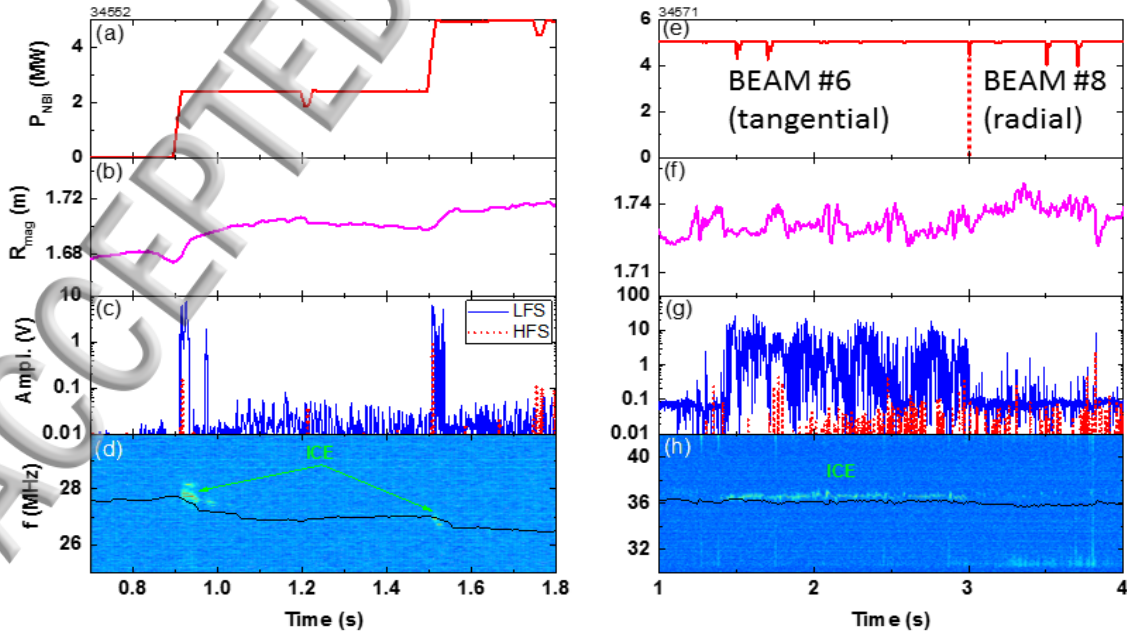 34552
34571
(a)
P_NBI (MW)
4
2
0
(e)
6
4
2
0
BEAM #6
(tangential)
BEAM #8
(radial)
(b)
R_mag (m)
1.72
1.68
(f)
1.74
1.71
(c)
Ampl. (V)
10
1
0.1
0.01
LFS
HFS
(g)
100
10
1
0.1
0.01
(d)
f (MHz)
28
26
ICE
(h)
40
36
32
ICE
0.8 1.0 1.2 1.4 1.6 1.8
Time (s)
1 2 3 4
Time (s)
ACCEPTED